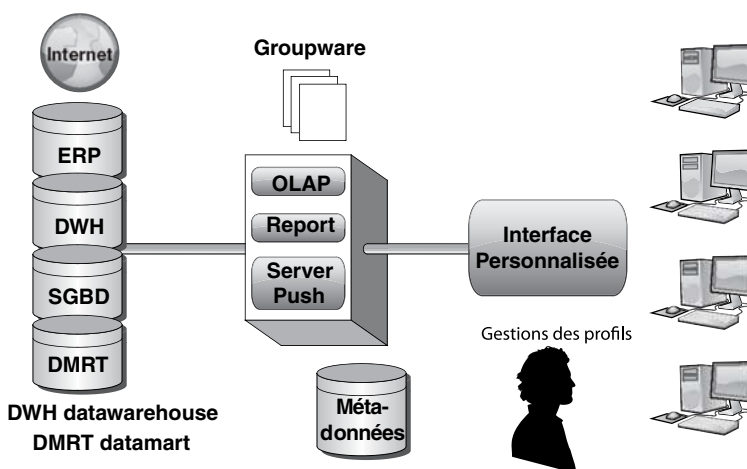 Internet
Groupware
ERP
DWH
SGBD
DMRT
OLAP
Report
Server
Push
Interface
Personnalisée
Gestions des profils
Méta-
données
DWH datawarehouse
DMRT datamart